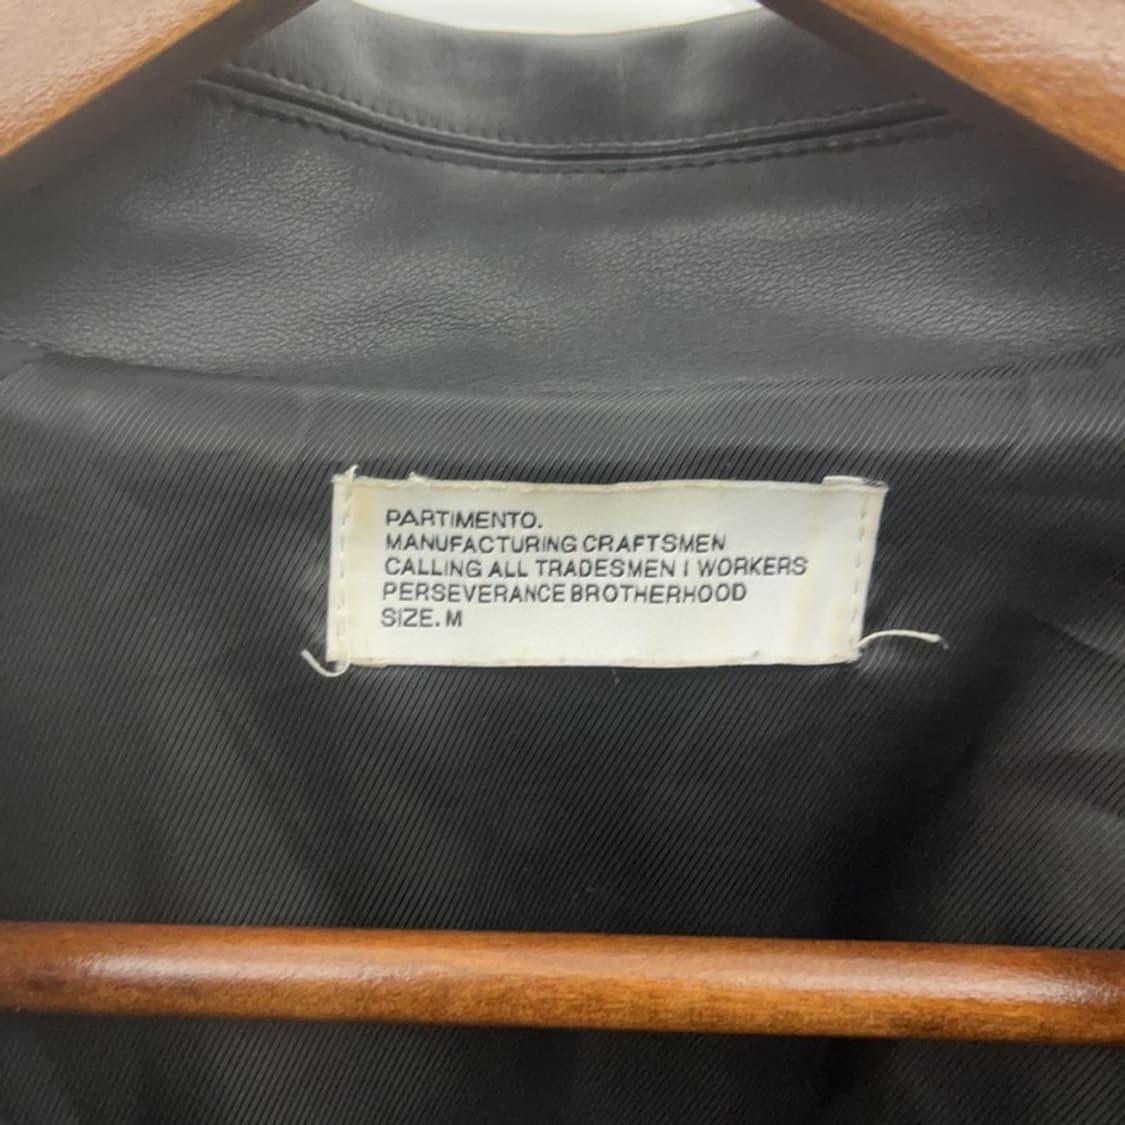 PARTIMENTO.
MANUFACTURING CRAFTSMEN
CALLING ALL TRADESMEN I WORKERS
PERSEVERANCE BROTHERHOOD
SIZE. M